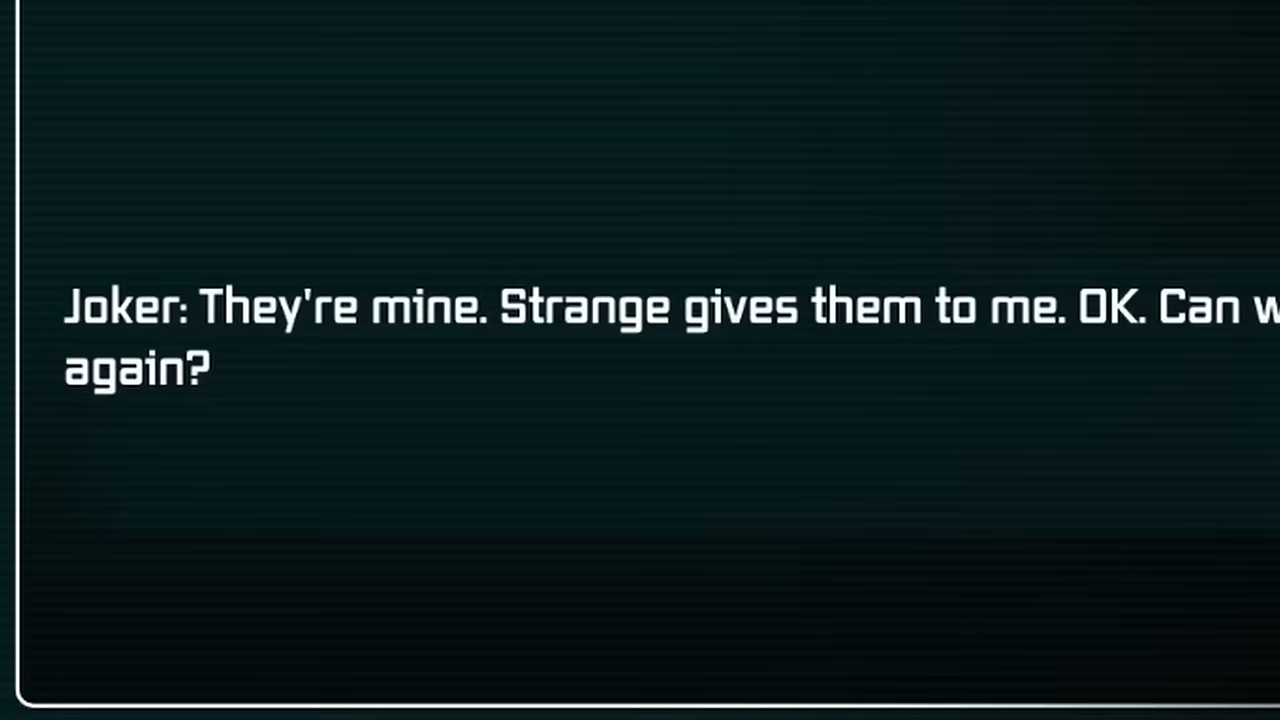 Joker: They're mine. Strange gives them to me. OK. Can
again?